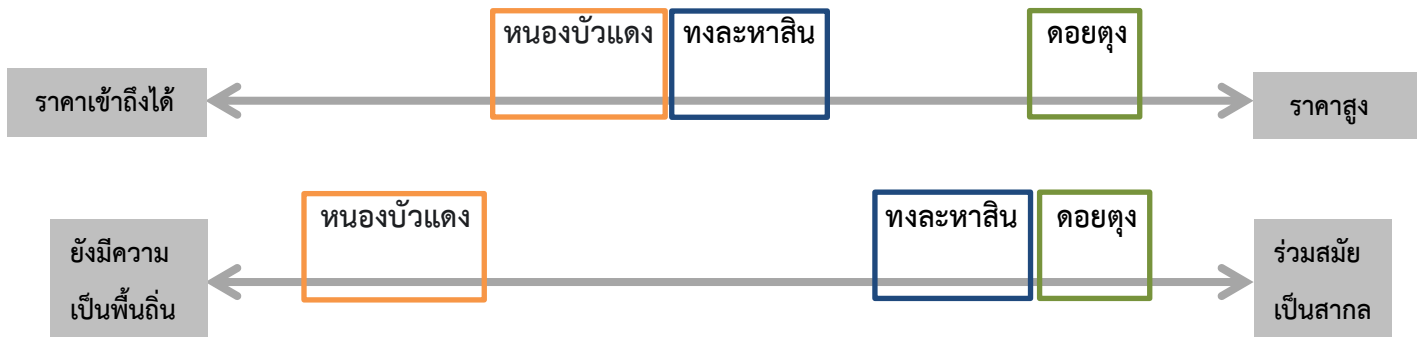 หนองบัวแดง
ทงละหาสิน
ดอยตุง
ราคาเข้าถึงได้
ราคาสูง
หนองบัวแดง
ทงละหาสิน
ดอยตุง
ยังมีความ
เป็นพื้นถิ่น
ร่วมสมัย
เป็นสากล